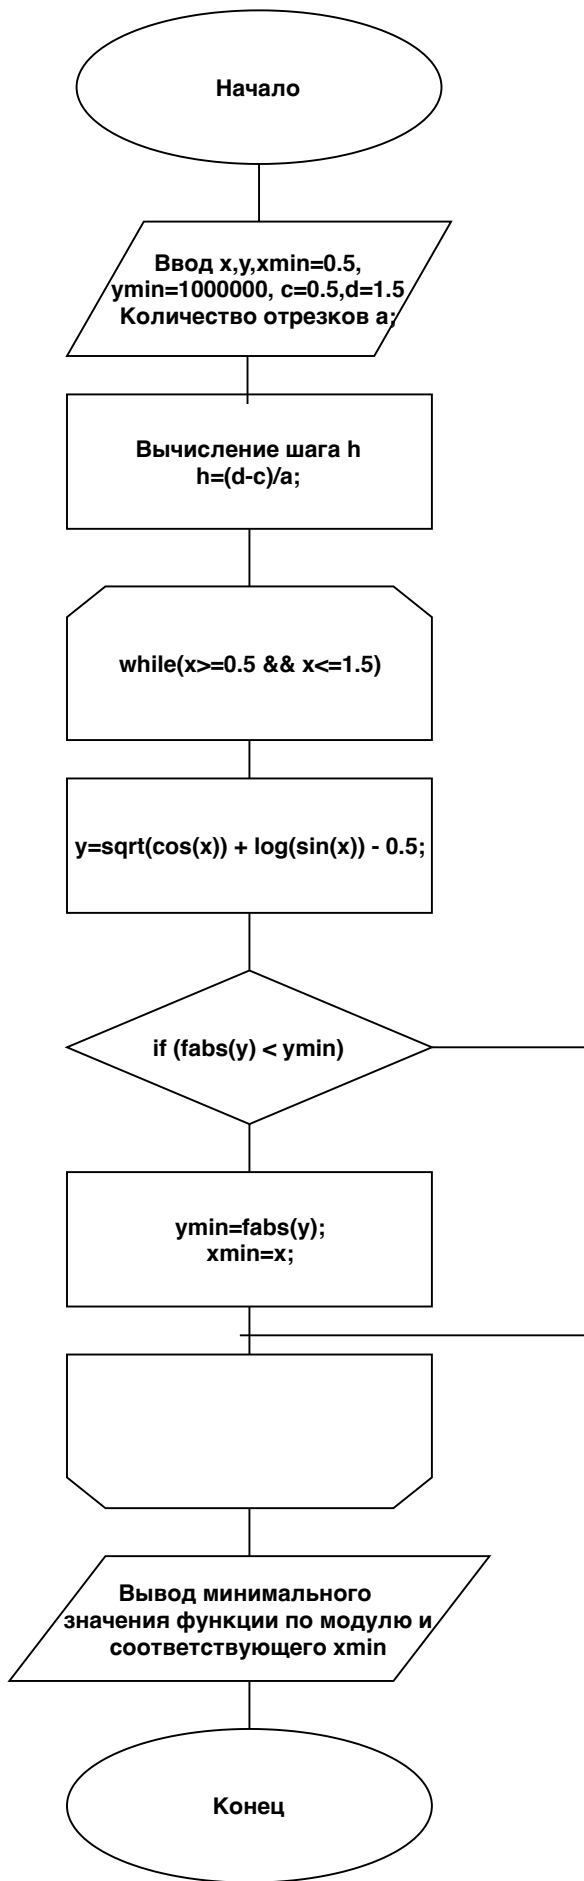 Начало
Ввод x,y,xmin=0.5,
ymin=1000000, c=0.5,d=1.5
Количество отрезков a;
Вычисление шага h
h=(d-c)/a;
while(x>=0.5 && x<=1.5)
y=sqrt(cos(x)) + log(sin(x)) - 0.5;
if (fabs(y) < ymin)
ymin=fabs(y);
xmin=x;
Вывод минимального
значения функции по модулю и
соответствующего xmin
Конец